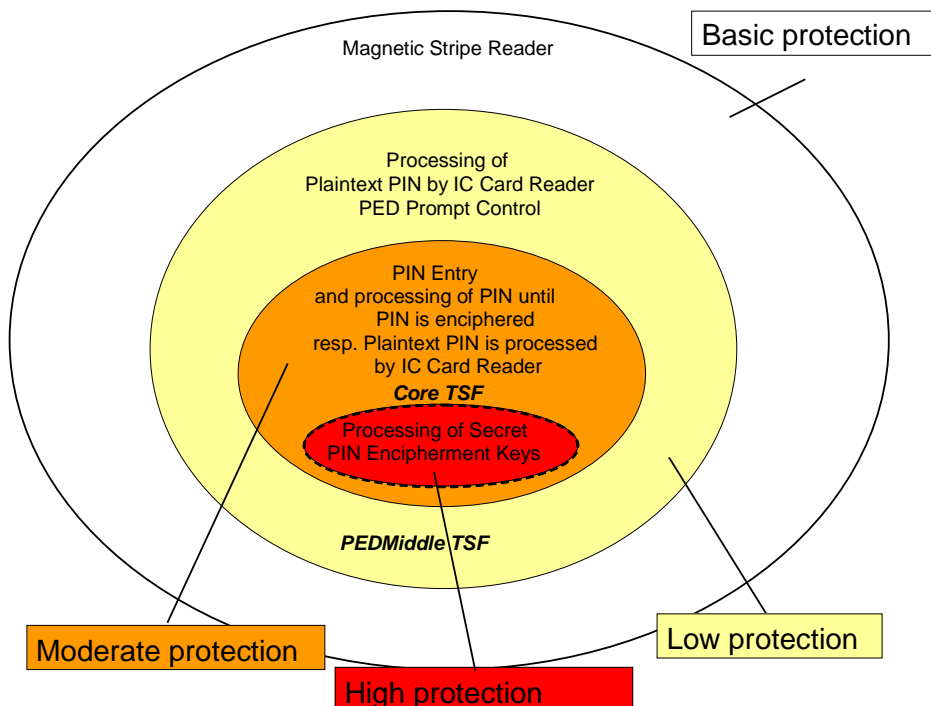 Basic protection
Magnetic Stripe Reader
Processing of
Plaintext PIN by IC Card Reader
PED Prompt Control
PIN Entry
and processing of PIN until
PIN is enciphered
resp. Plaintext PIN is processed
by IC Card Reader
Core TSF
Processing of Secret
PIN Encipherment Keys
PEDMiddle TSF
Moderate protection
Low protection
High protection